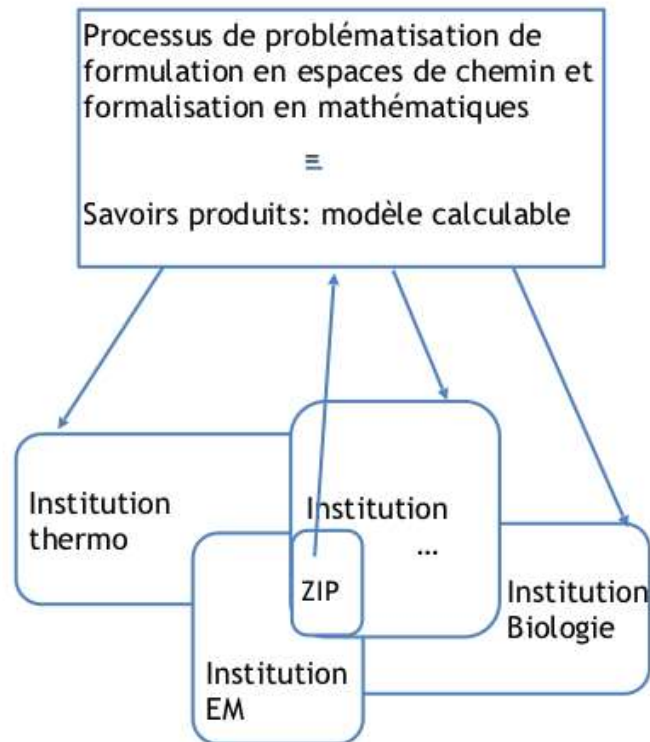 Processus de problématisation de
formulation en espaces de chemin et
formalisation en mathématiques
≡
Savoirs produits: modèle calculable
Institution
thermo
Institution
...
ZIP
Institution
Biologie
Institution
EM